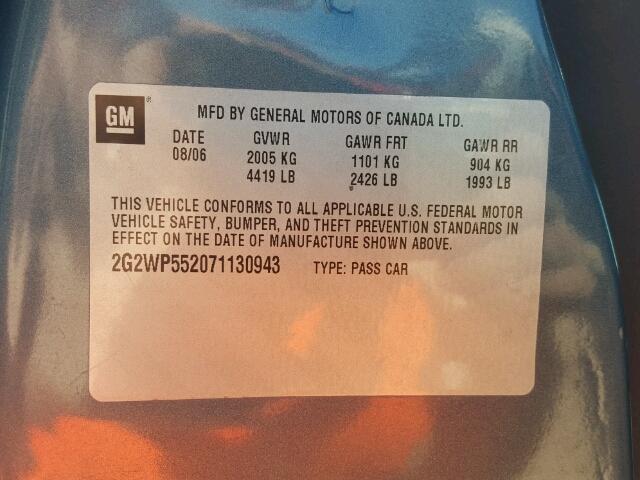 GM ®
MFD BY GENERAL MOTORS OF CANADA LTD.
DATE GVWR GAWR FRT GAWR RR
08/06 2005 KG 1101 KG 904 KG
4419 LB 2426 LB 1993 LB
THIS VEHICLE CONFORMS TO ALL APPLICABLE U.S. FEDERAL MOTOR
VEHICLE SAFETY, BUMPER, AND THEFT PREVENTION STANDARDS IN
EFFECT ON THE DATE OF MANUFACTURE SHOWN ABOVE.
2G2WP552071130943 TYPE: PASS CAR